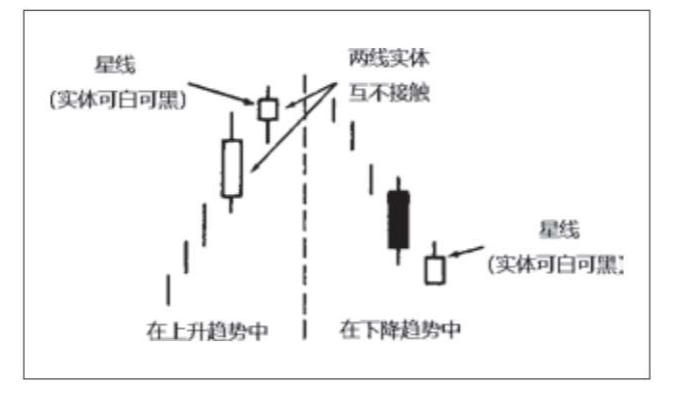 星线
(实体可白可黑)
两线实体
互不接触
星线
(实体可白可黑)
在上升趋势中
在下降趋势中